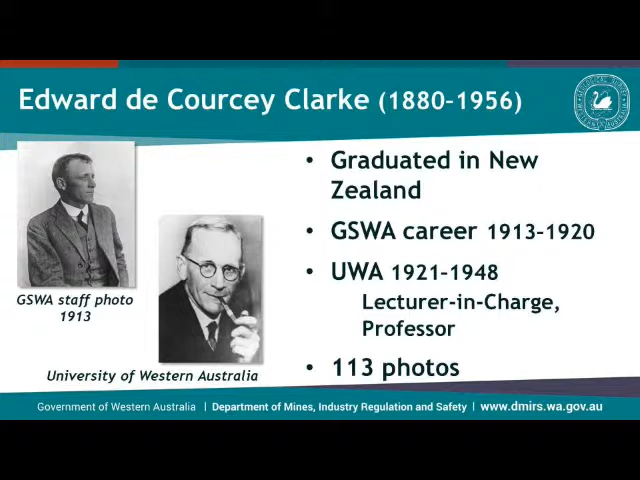 Edward de Courcey Clarke (1880–1956)
GSWA staff photo
1913
University of Western Australia
• Graduated in New
Zealand
• GSWA career 1913–1920
• UWA 1921–1948
Lecturer-in-Charge,
Professor
• 113 photos
Government of Western Australia | Department of Mines, Industry Regulation and Safety | www.dmirs.wa.gov.au